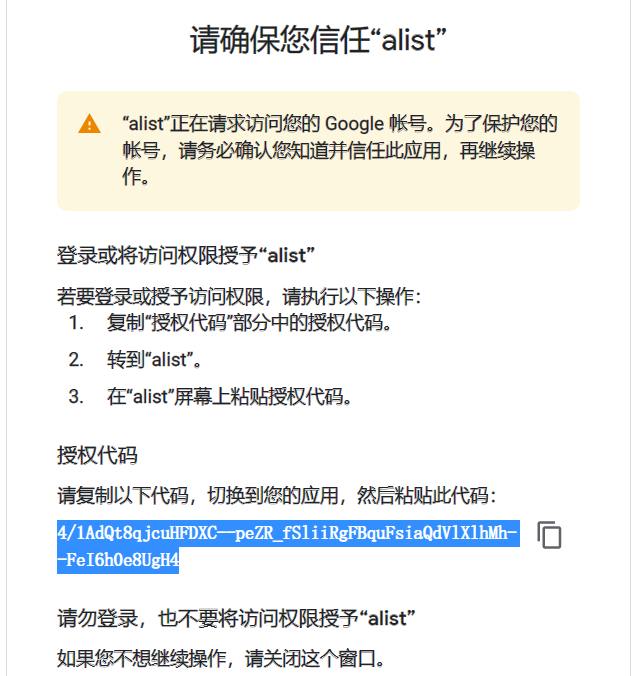 请确保您信任“alist”
“alist”正在请求访问您的 Google 帐号。为了保护您的
帐号，请务必确认您知道并信任此应用，再继续操
作。
登录或将访问权限授予“alist”
若要登录或授予访问权限，请执行以下操作：
1. 复制“授权代码”部分中的授权代码。
2. 转到“alist”。
3. 在“alist”屏幕上粘贴授权代码。
授权代码
请复制以下代码，切换到您的应用，然后粘贴此代码：
4/1AdQt8qjcuHFDXC--peZR_fSliiRgFBquFsiaQdVlXlhMh-
-FeI6h0e8UgH4
请勿登录，也不要将访问权限授予“alist”
如果您不想继续操作，请关闭这个窗口。